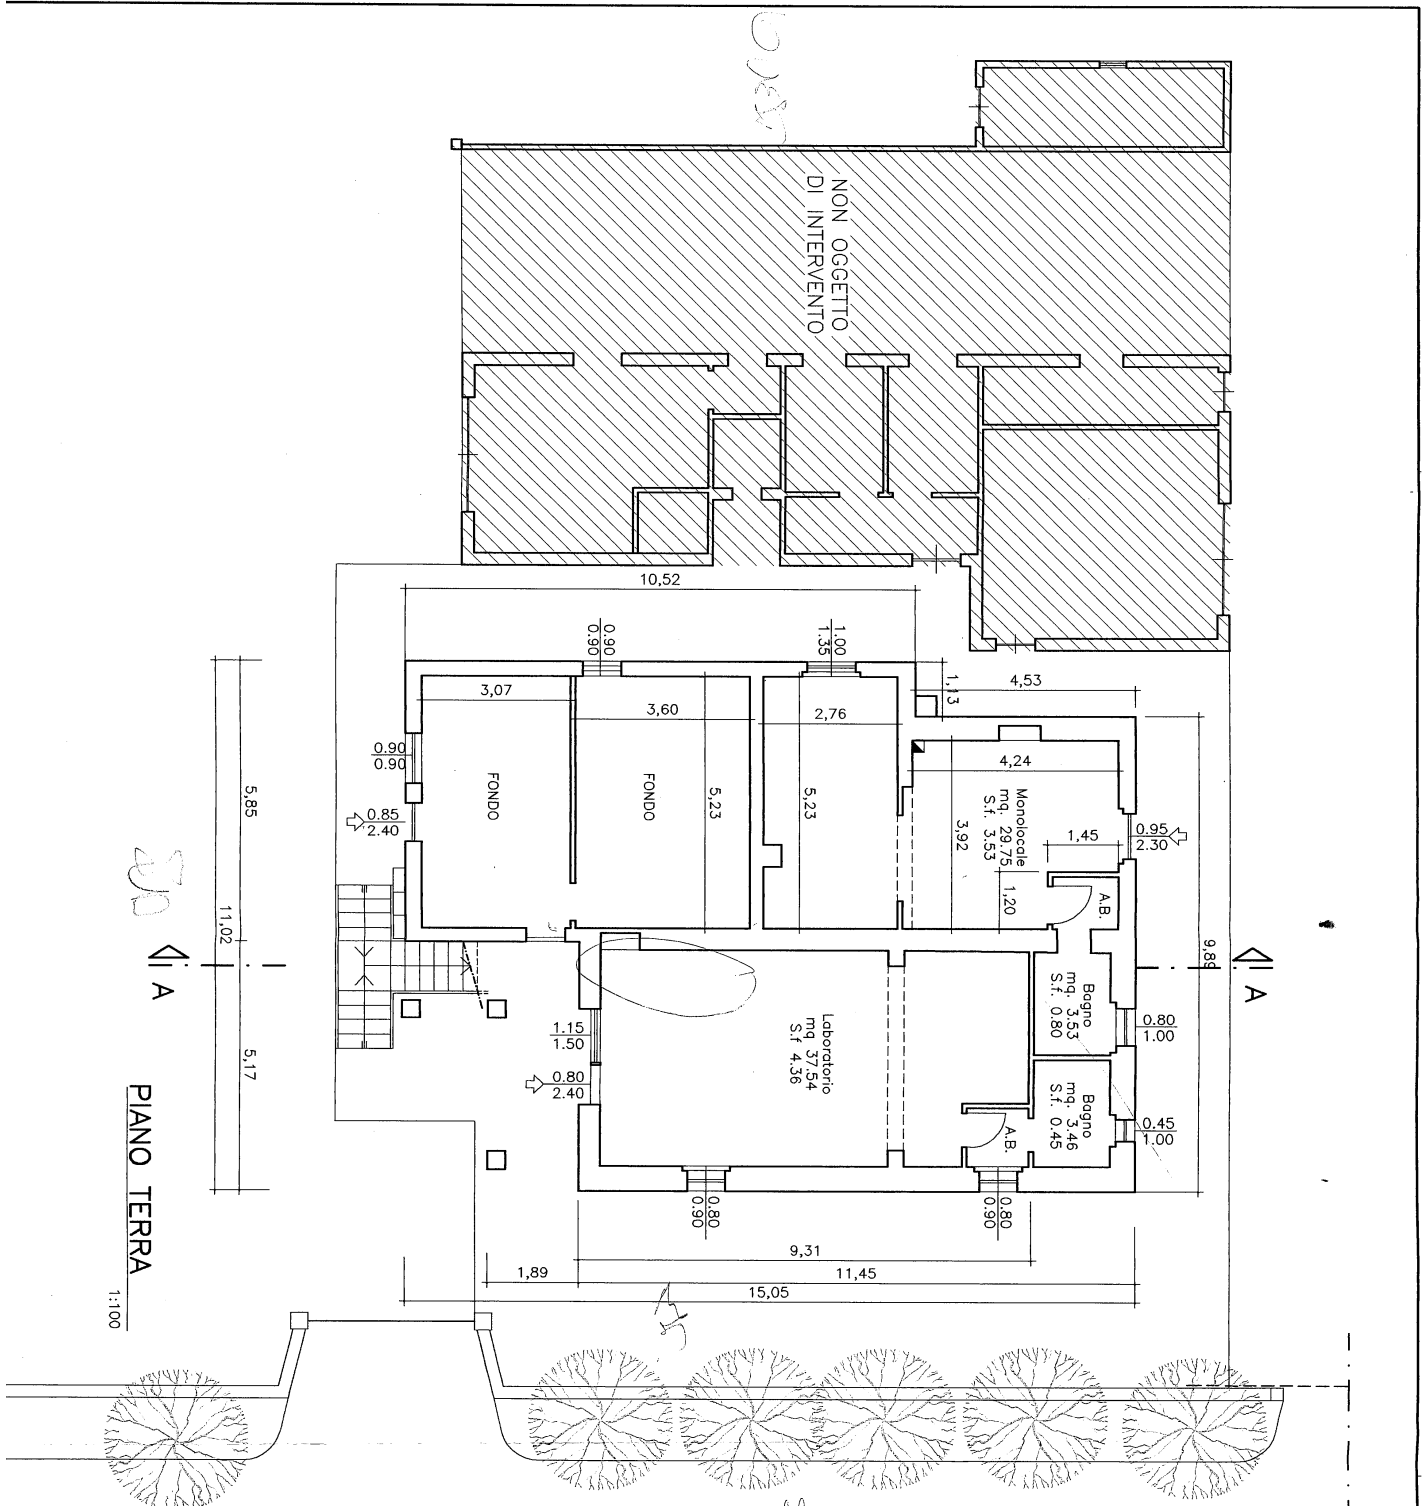 NON OGGETTO
DI INTERVENTO
10,52
0.90
0.90
1.00
1.35
1,13
4,53
3,07
3,60
2,76
4,24
0.90
0.90
0.85
2.40
FONDO
FONDO
5,23
5,23
3,92
Monolocale
mq. 29.75
S.f. 3.53
1,45
1,20
0.95
2.30
A.B.
9,89
5,85
11,02
5,17
A
A
Bagno
mq. 3.53
S.f. 0.80
0.80
1.00
Laboratorio
mq 37.54
S.f 4.36
1.15
1.50
0.80
2.40
Bagno
mq. 3.46
S.f. 0.45
0.45
1.00
A.B.
0.80
0.90
0.80
0.90
9,31
1,89
11,45
15,05
PIANO TERRA
1:100